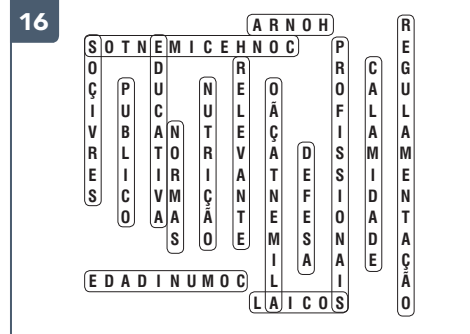 16
ARNOH
SOTNEMICEHNOC
SOÇIVRES
PUBLICO
EDUCATIVA
NORMAS
NUTRIÇÃO
RELEVANTE
OÃÇATNEMILA
DEFESA
PROFISSIONAIS
CALAMIDADE
REGULAMENTAÇÃO
EDADINUMOC
LAICOS